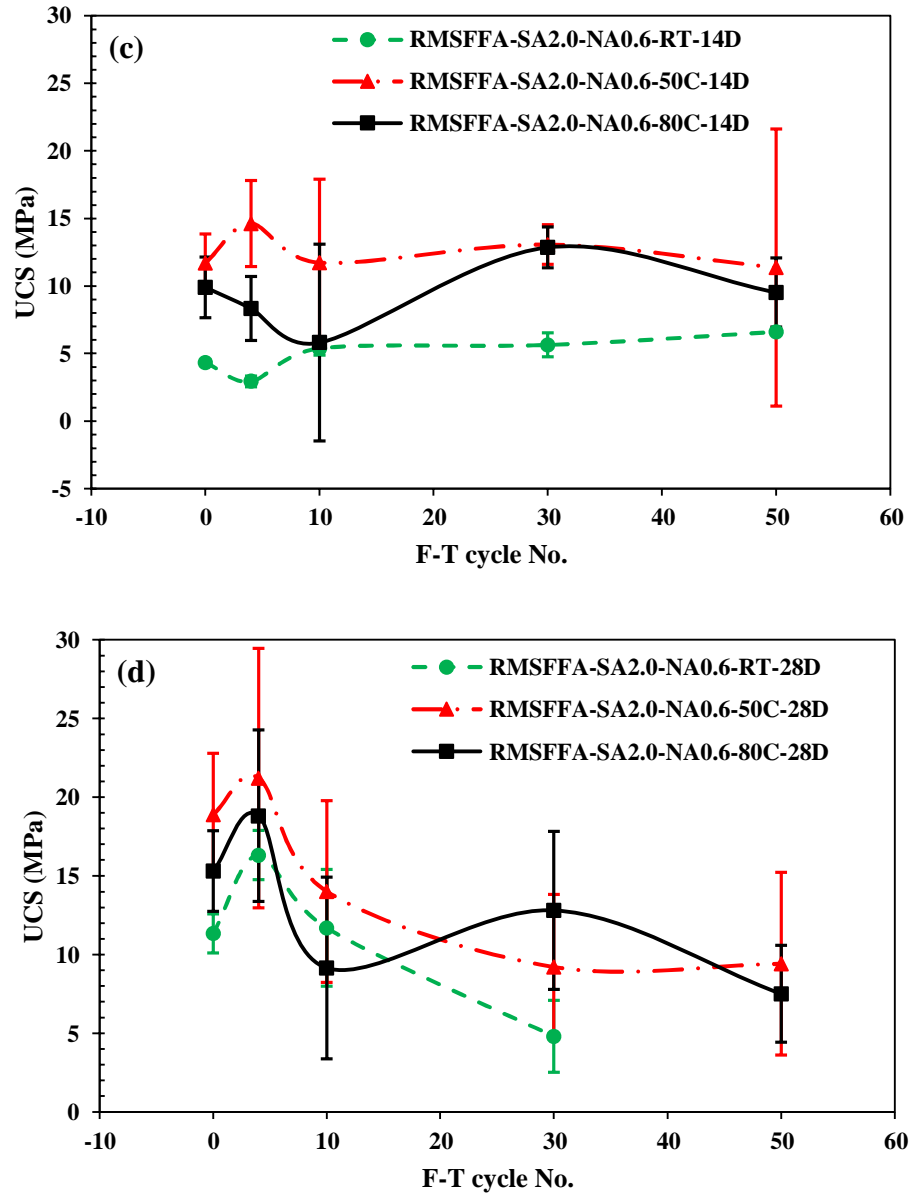 (c)
RMSFFA-SA2.0-NA0.6-RT-14D
RMSFFA-SA2.0-NA0.6-50C-14D
RMSFFA-SA2.0-NA0.6-80C-14D
30
25
20
15
10
5
0
-5
UCS (MPa)
-10 0 10 20 30 40 50 60
F-T cycle No.
(d)
RMSFFA-SA2.0-NA0.6-RT-28D
RMSFFA-SA2.0-NA0.6-50C-28D
RMSFFA-SA2.0-NA0.6-80C-28D
30
25
20
15
10
5
0
UCS (MPa)
-10 0 10 20 30 40 50 60
F-T cycle No.